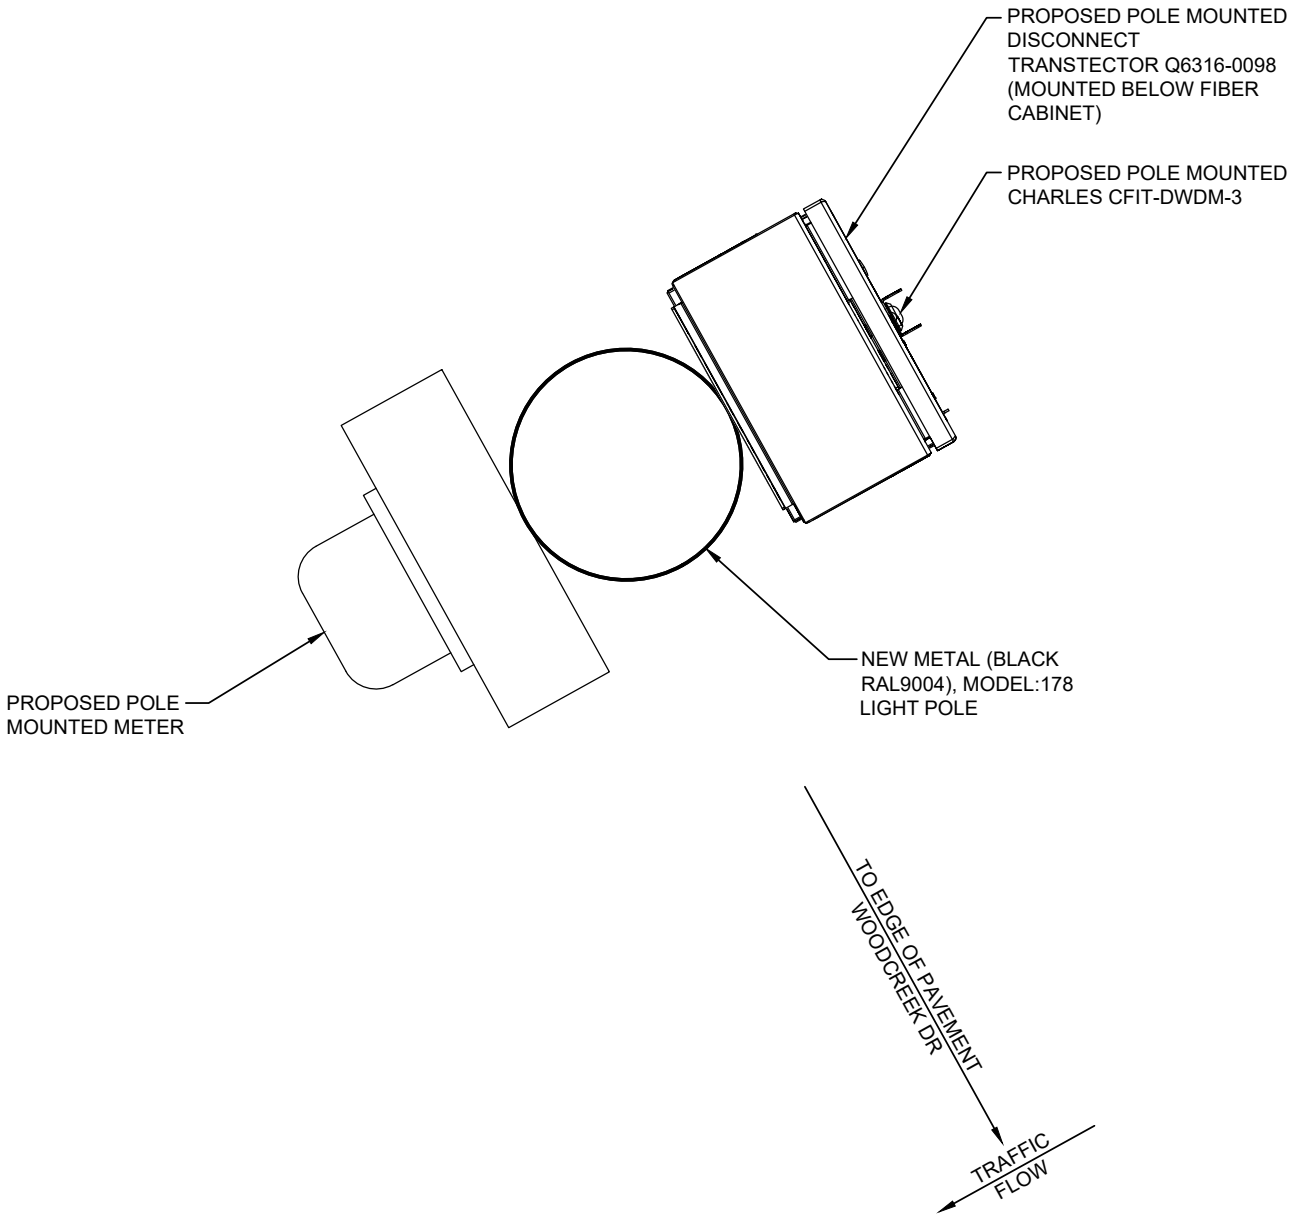 PROPOSED POLE MOUNTED
DISCONNECT
TRANSTECTOR Q6316-0098
(MOUNTED BELOW FIBER
CABINET)
PROPOSED POLE MOUNTED
CHARLES CFIT-DWDM-3
NEW METAL (BLACK
RAL9004), MODEL:178
LIGHT POLE
PROPOSED POLE
MOUNTED METER
TO EDGE OF PAVEMENT
WOODCREEK DR
TRAFFIC
FLOW